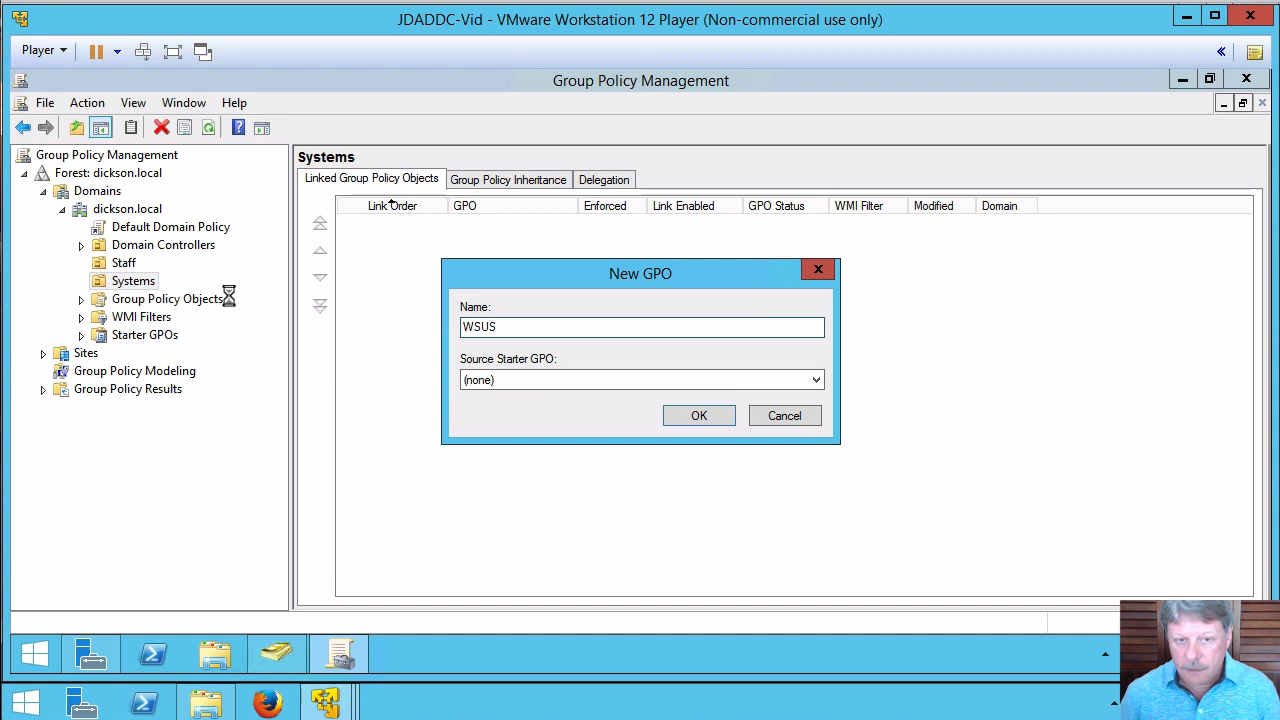 JDADDC-Vid - VMware Workstation 12 Player (Non-commercial use only)
Player
Group Policy Management
File Action View Window Help
Group Policy Management
Forest: dickson.local
Domains
dickson.local
Default Domain Policy
Domain Controllers
Staff
Systems
Group Policy Objects
WMI Filters
Starter GPOs
Sites
Group Policy Modeling
Group Policy Results
Systems
Linked Group Policy Objects Group Policy Inheritance Delegation
Link Order GPO Enforced Link Enabled GPO Status WMI Filter Modified Domain
New GPO
Name:
WSUS
Source Starter GPO:
(none)
OK Cancel